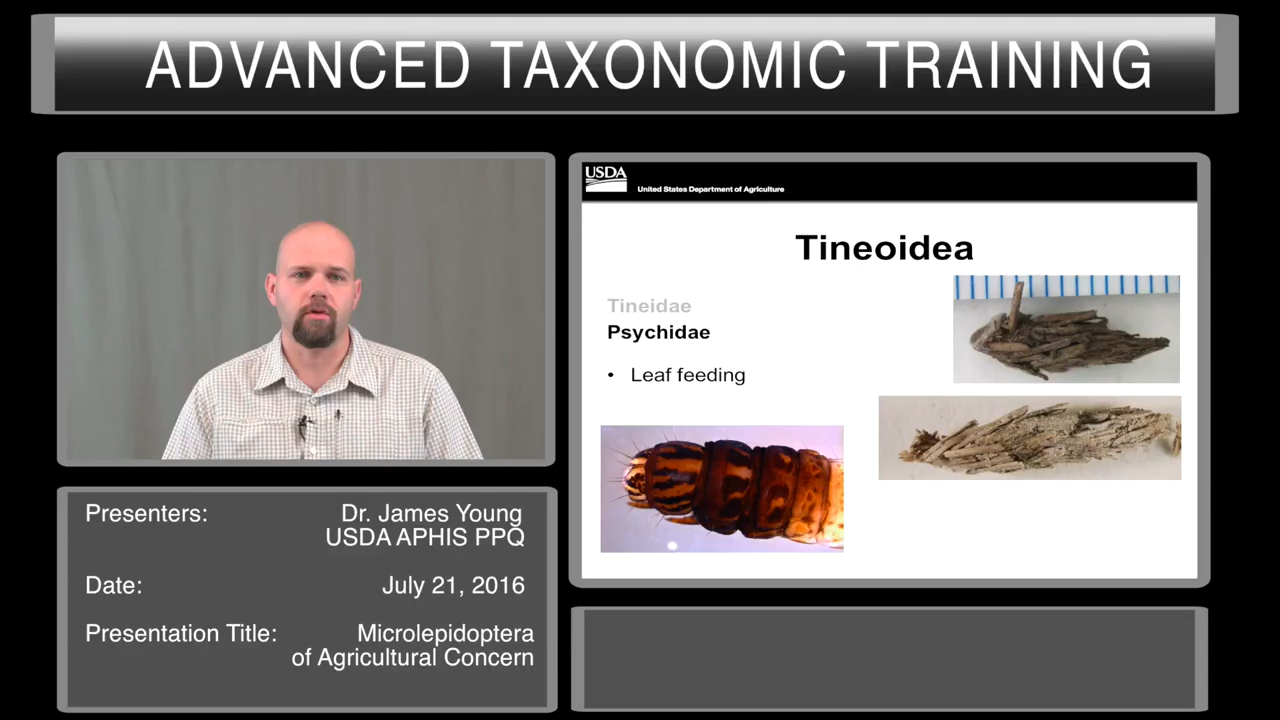 ADVANCED TAXONOMIC TRAINING
USDA
United States Department of Agriculture
Tineoidea
Tineidae
Psychidae
• Leaf feeding
Presenters: Dr. James Young
USDA APHIS PPQ
Date: July 21, 2016
Presentation Title: Microlepidoptera
of Agricultural Concern